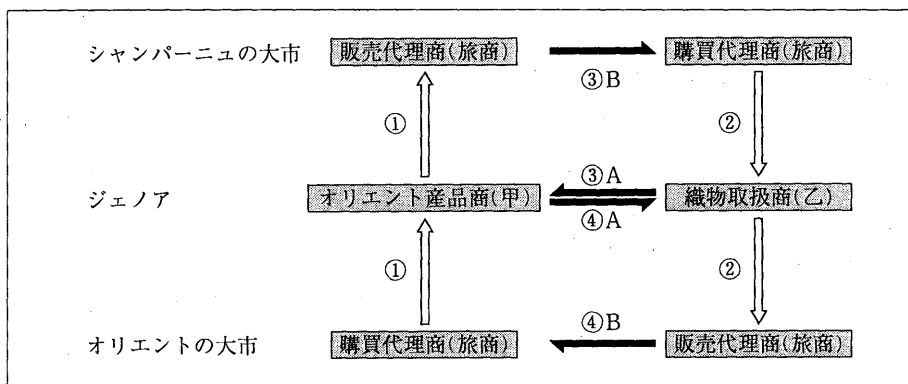 シャンパーニュの大市 販売代理商(旅商) 購買代理商(旅商)
③B
① ②
③A
ジェノア オリエント産品商(甲) 織物取扱商(乙)
④A
① ②
④B
オリエントの大市 購買代理商(旅商) 販売代理商(旅商)